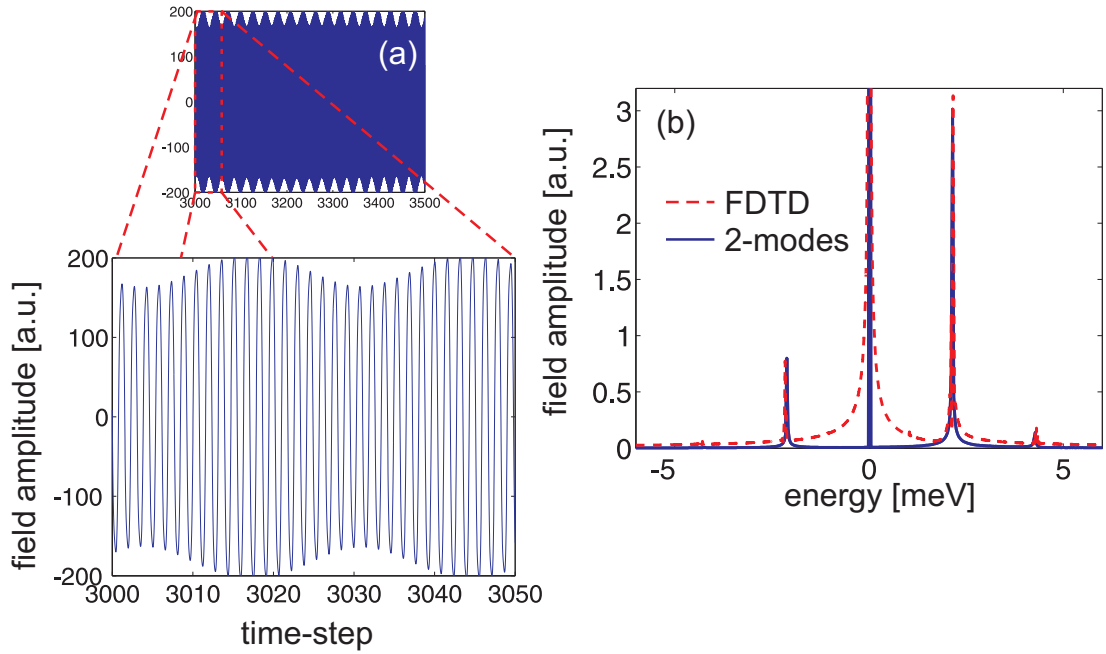 200
100
0
-100
-200
(a)
3000 3100 3200 3300 3400 3500
200
100
0
-100
-200
field amplitude [a.u.]
3000 3010 3020 3030 3040 3050
time-step
3
2.5
2
1.5
1
0.5
0
field amplitude [a.u.]
(b)
FDTD
2-modes
-5 0 5
energy [meV]